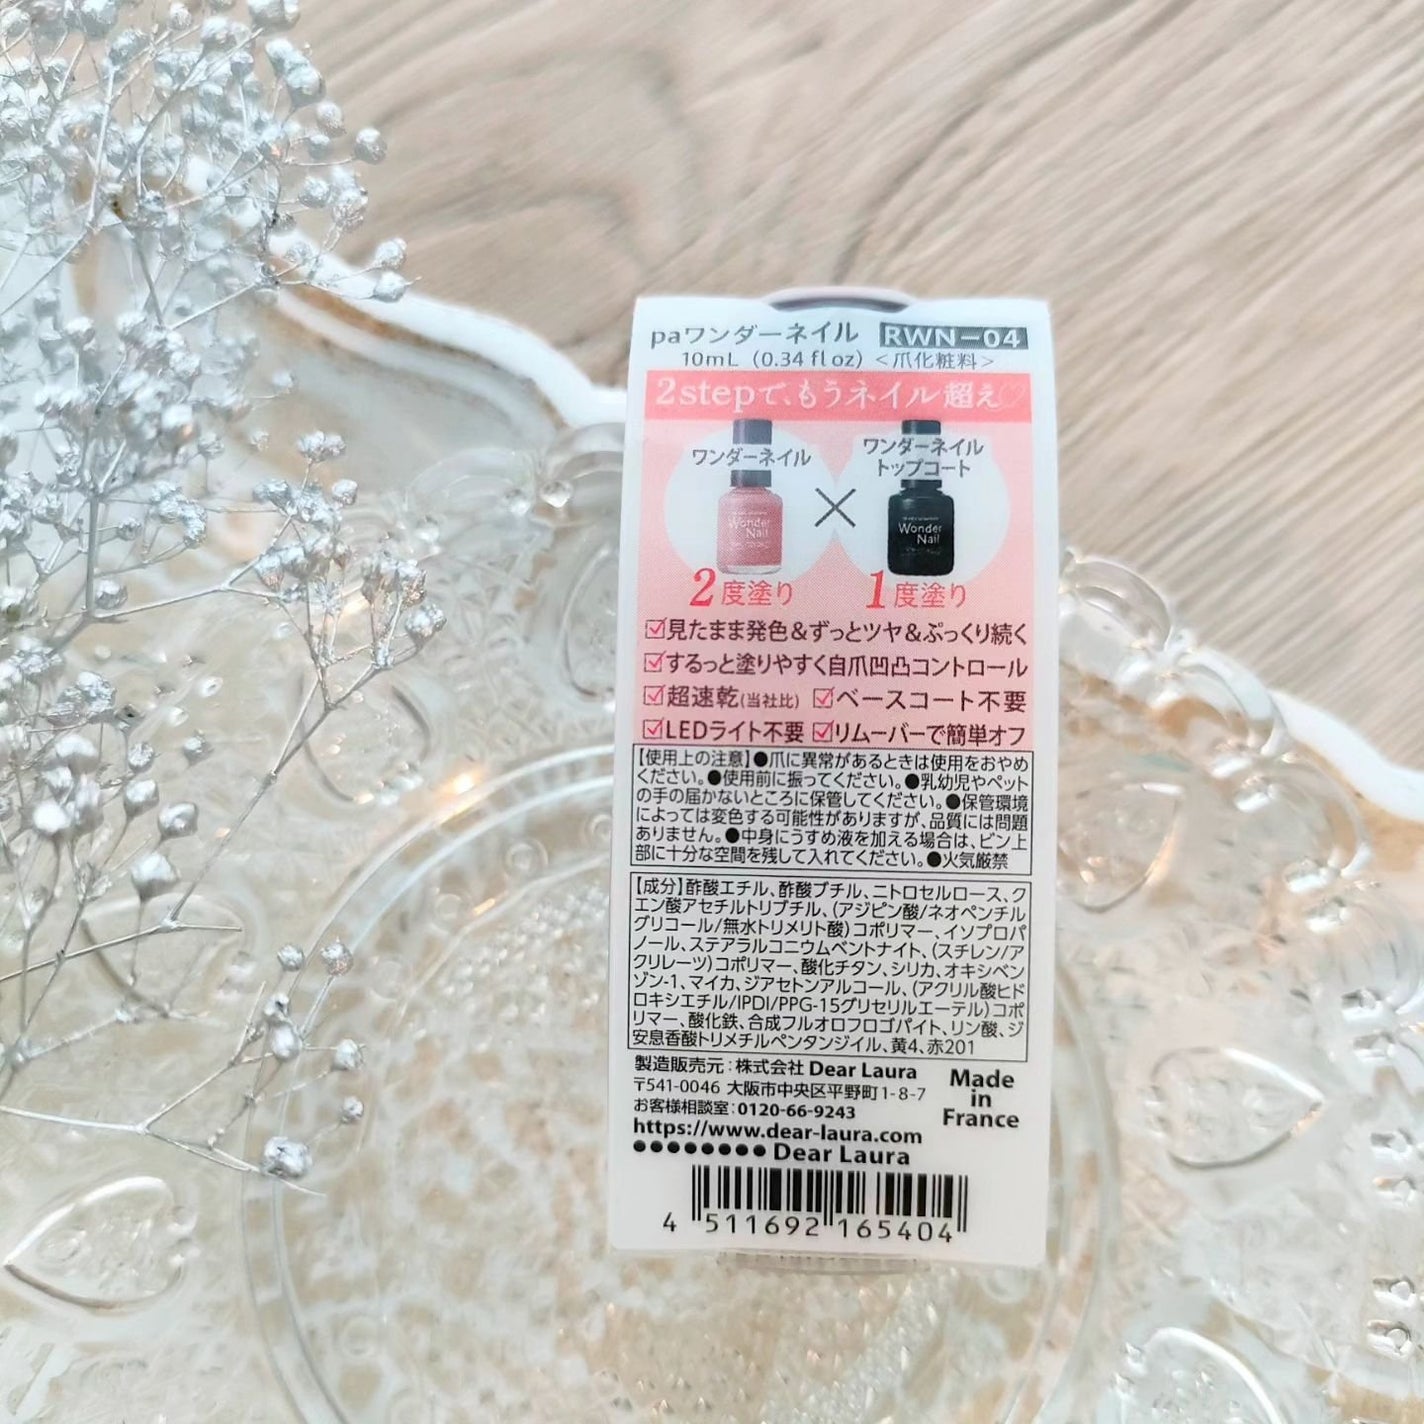 paワンダーネイル RWN-04
10mL (0.34 fl oz) <爪化粧料>
2stepで、もうネイル超え♡
ワンダーネイル
ワンダーネイル
トップコート
Wonder
Nail
×
Wonder
Nail
2度塗り
1度塗り
☑見たまま発色&ずっとツヤ&ぷっくり続く
☑するっと塗りやすく自爪凹凸コントロール
☑超速乾(当社比) ☑ベースコート不要
☑LEDライト不要 ☑リムーバーで簡単オフ
【使用上の注意】●爪に異常があるときは使用をおやめ
ください。●使用前に振ってください。●乳幼児やペット
の手の届かないところに保管してください。●保管環境
によっては変色する可能性がありますが、品質には問題
ありません。●中身にうすめ液を加える場合は、ビン上
部に十分な空間を残して入れてください。●火気厳禁
【成分】酢酸エチル、酢酸ブチル、ニトロセルロース、ク
エン酸アセチルトリブチル、(アジピン酸/ネオペンチル
グリコール/無水トリメリト酸)コポリマー、イソプロパ
ノール、ステアラルコニウムベントナイト、(スチレン/ア
クリレーツ)コポリマー、酸化チタン、シリカ、オキシベン
ゾン-1、マイカ、ジアセトンアルコール、(アクリル酸ヒド
ロキシエチル/IPDI/PPG-15グリセリルエーテル)コポ
リマー、酸化鉄、合成フルオロフロゴパイト、リン酸、ジ
安息香酸トリメチルペンタンジイル、黄4、赤201
製造販売元：株式会社 Dear Laura
〒541-0046 大阪市中央区平野町1-8-7
お客様相談室：0120-66-9243
https://www.dear-laura.com
Made
in
France
●●●●●●●● Dear Laura
4 511692 165404